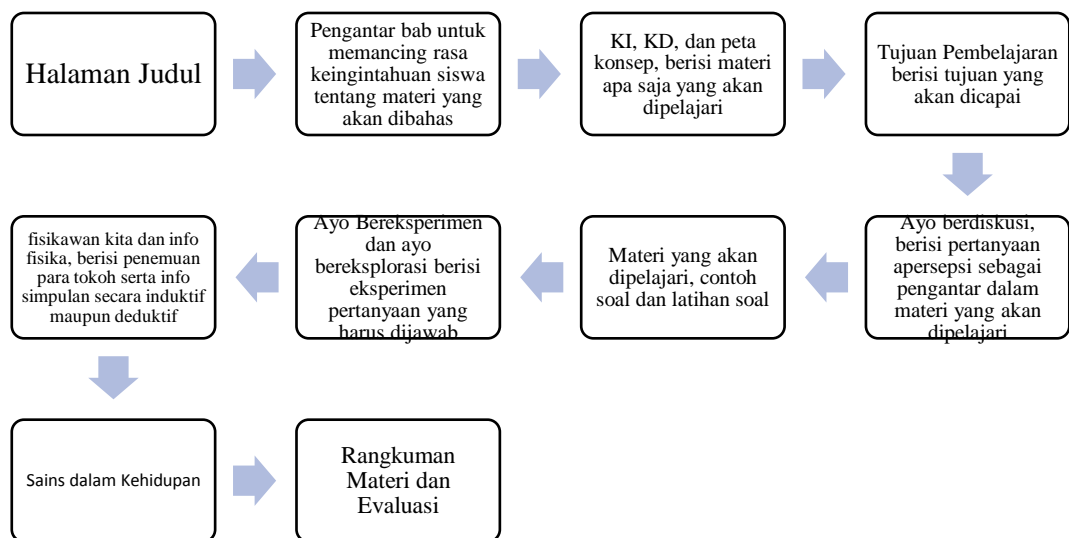 Halaman Judul
Pengantar bab untuk
memancing rasa
keingintahuan siswa
tentang materi yang
akan dibahas
KI, KD, dan peta
konsep, berisi materi
apa saja yang akan
dipelajari
Tujuan Pembelajaran
berisi tujuan yang
akan dicapai
Ayo berdiskusi,
berisi pertanyaan
apersepsi sebagai
pengantar dalam
materi yang akan
dipelajari
Materi yang akan
dipelajari, contoh
soal dan latihan soal
Ayo Bereksperimen
dan ayo
bereksplorasi berisi
eksperimen
pertanyaan yang
harus dijawab
fisikawan kita dan info
fisika, berisi penemuan
para tokoh serta info
simpulan secara induktif
maupun deduktif
Sains dalam Kehidupan
Rangkuman
Materi dan
Evaluasi